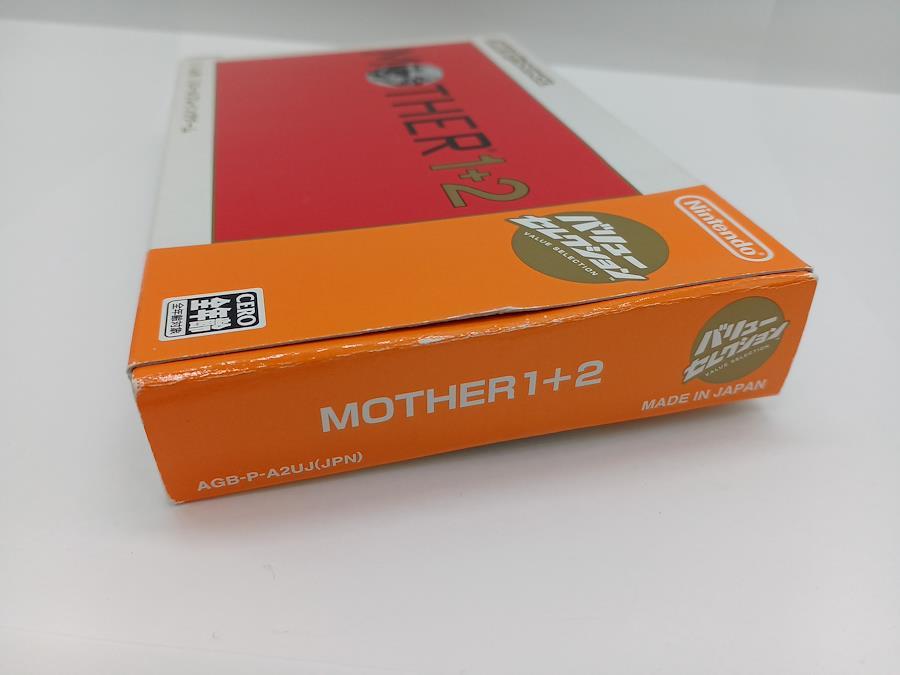 MOTHER 1+2
バリュー
セレクション
VALUE SELECTION
Nintendo
CERO
全年齢
全年齢対象
MOTHER 1+2
バリュー
セレクション
VALUE SELECTION
MADE IN JAPAN
AGB-P-A2UJ(JPN)